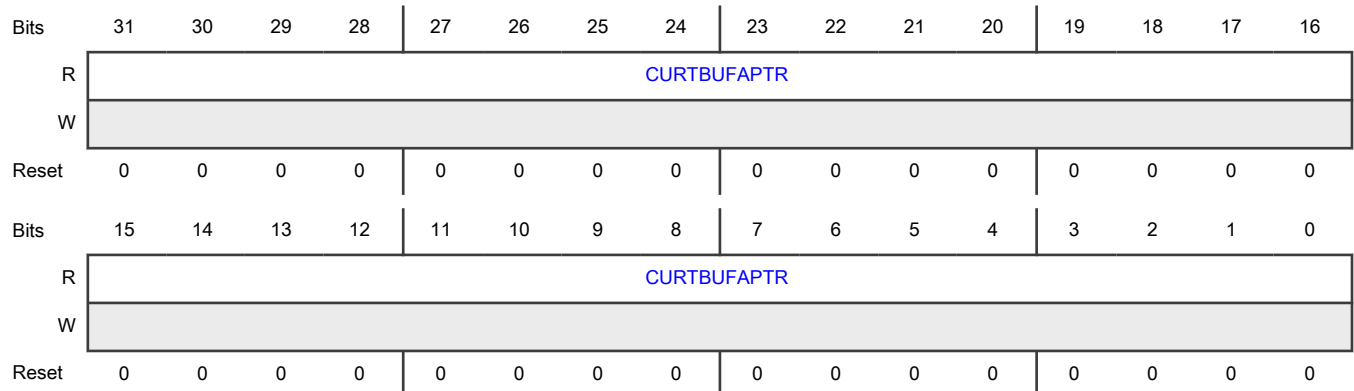 Bits 31 30 29 28 27 26 25 24 23 22 21 20 19 18 17 16
R CURTBUFAPTR
W
Reset 0 0 0 0 0 0 0 0 0 0 0 0 0 0 0 0
Bits 15 14 13 12 11 10 9 8 7 6 5 4 3 2 1 0
R CURTBUFAPTR
W
Reset 0 0 0 0 0 0 0 0 0 0 0 0 0 0 0 0